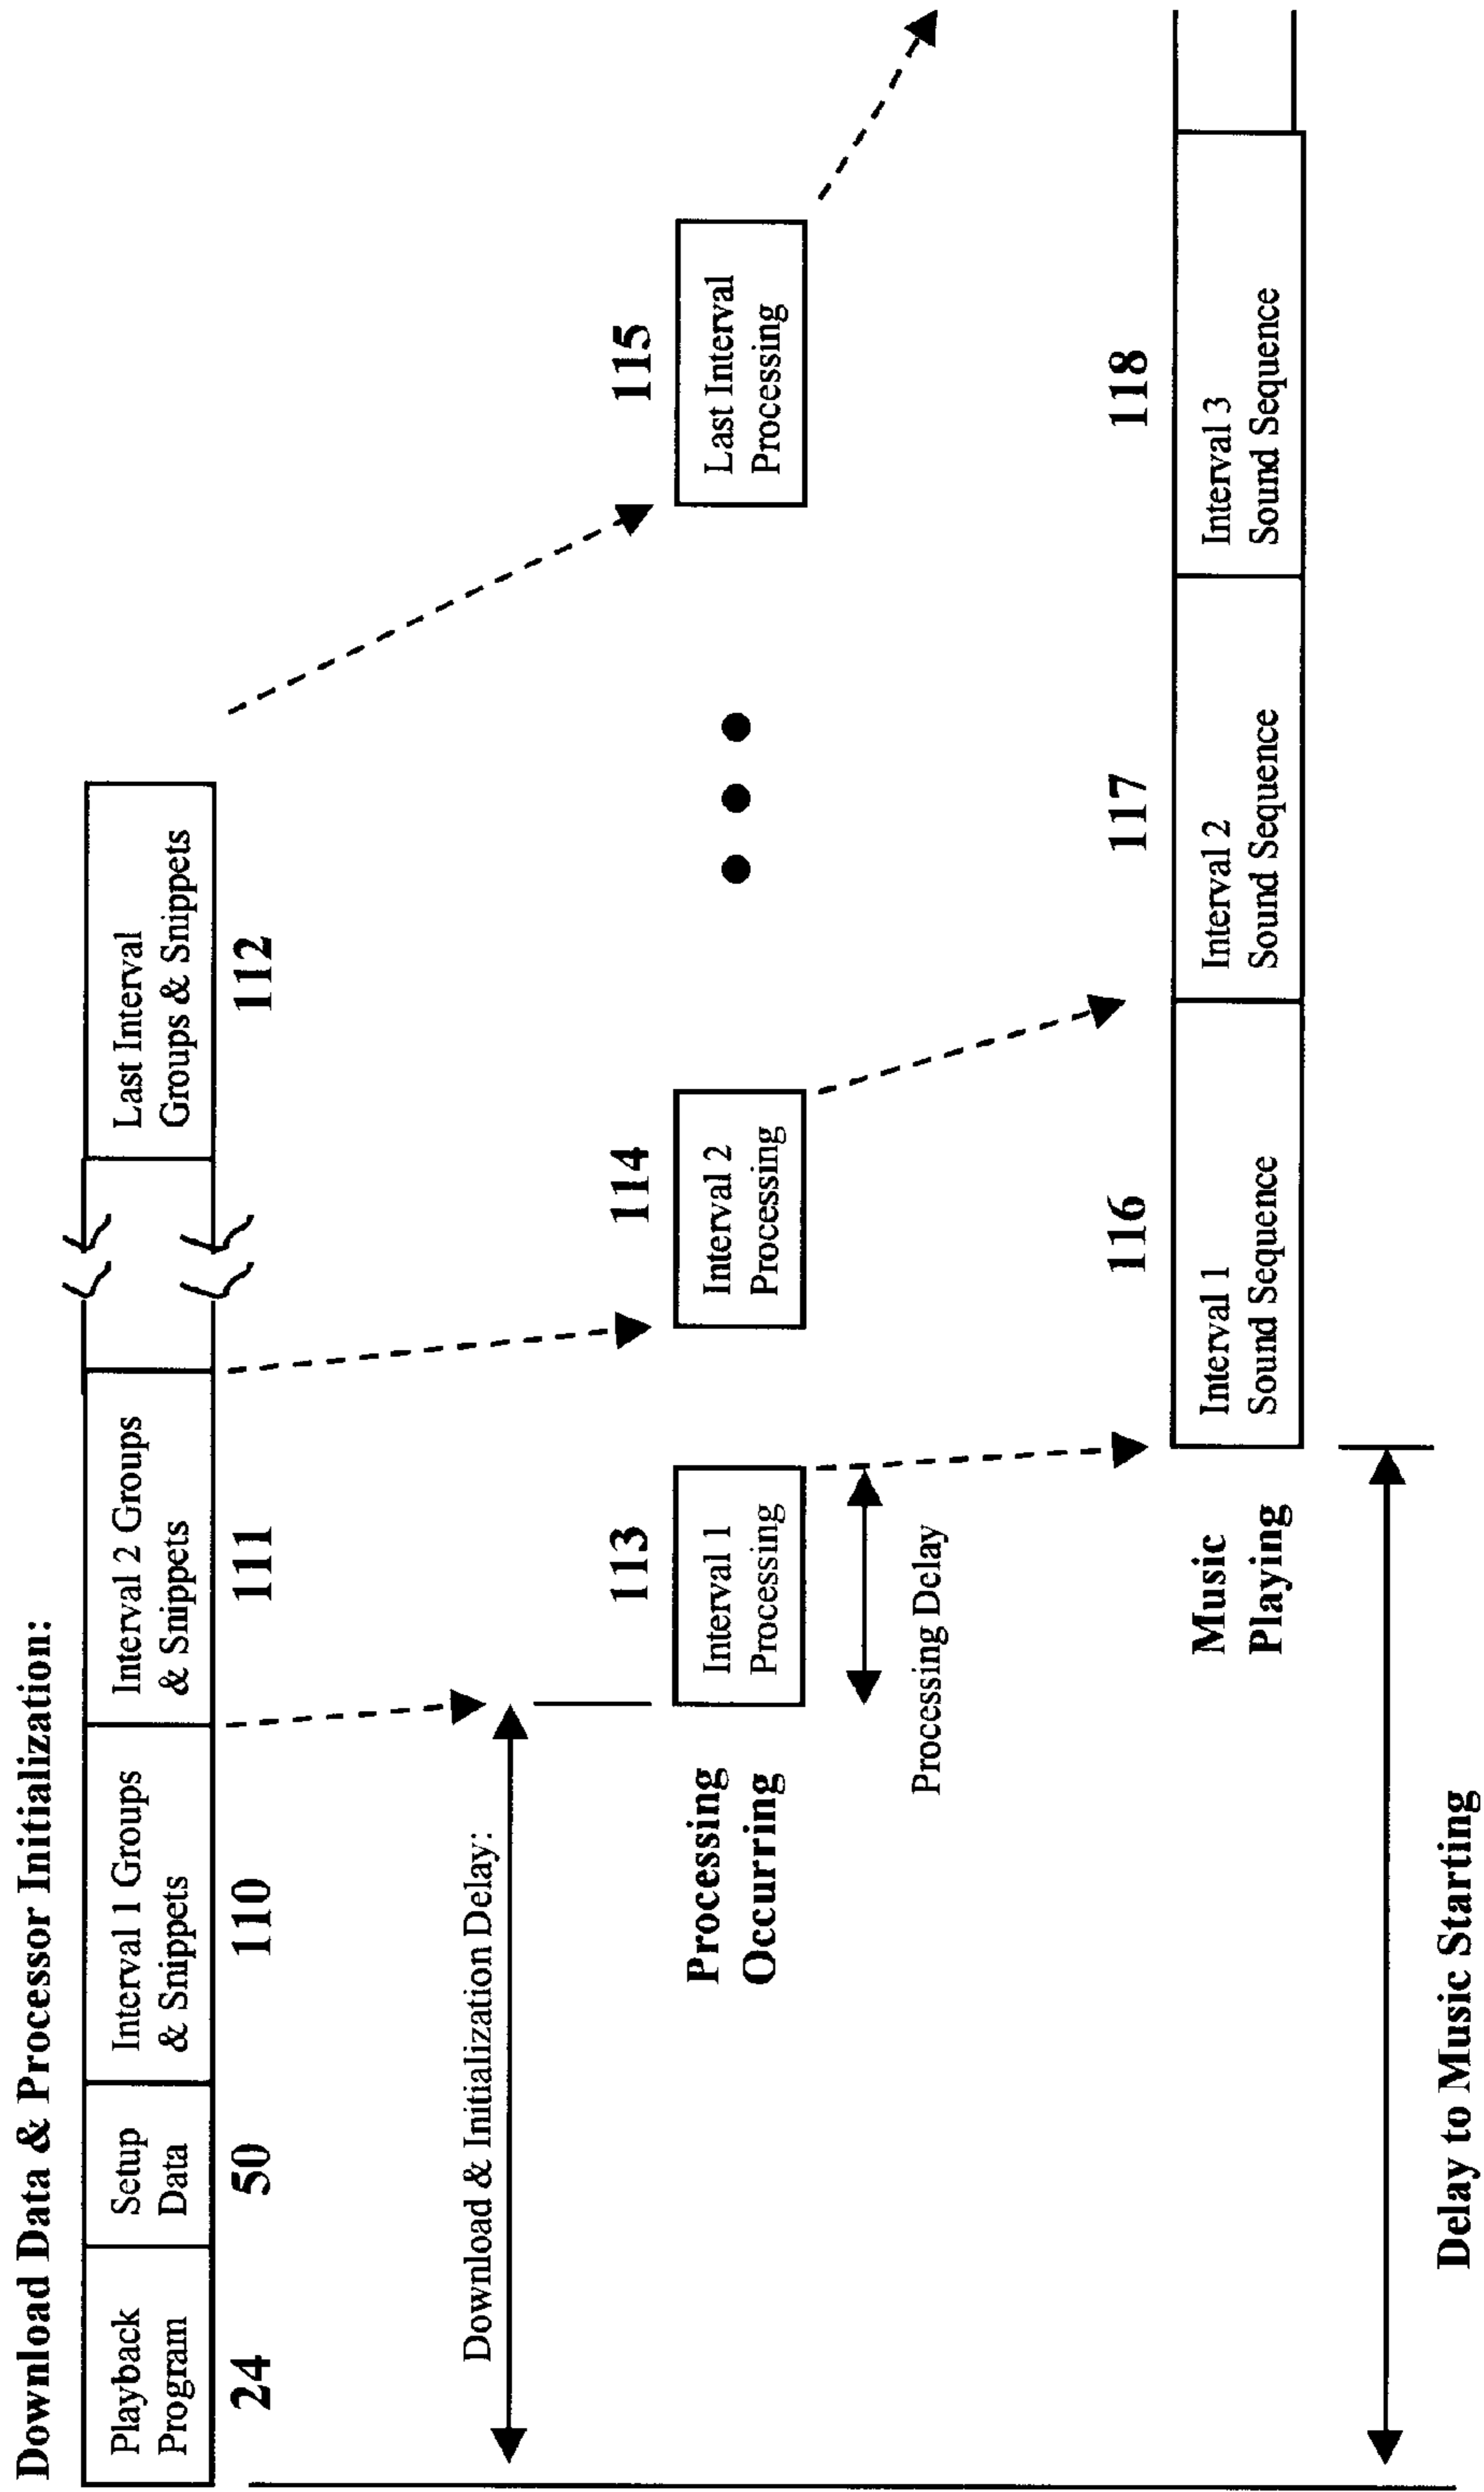 Download Data & Processor Initialization:
Playback
Program
Setup
Data
Interval 1 Groups
& Snippets
Interval 2 Groups
& Snippets
Last Interval
Groups & Snippets
24
50
110
111
112
Download & Initialization Delay:
113
114
115
Processing
Occurring
Interval 1
Processing
Interval 2
Processing
Last Interval
Processing
Processing Delay
116
117
118
Music
Playing
Interval 1
Sound Sequence
Interval 2
Sound Sequence
Interval 3
Sound Sequence
Delay to Music Starting